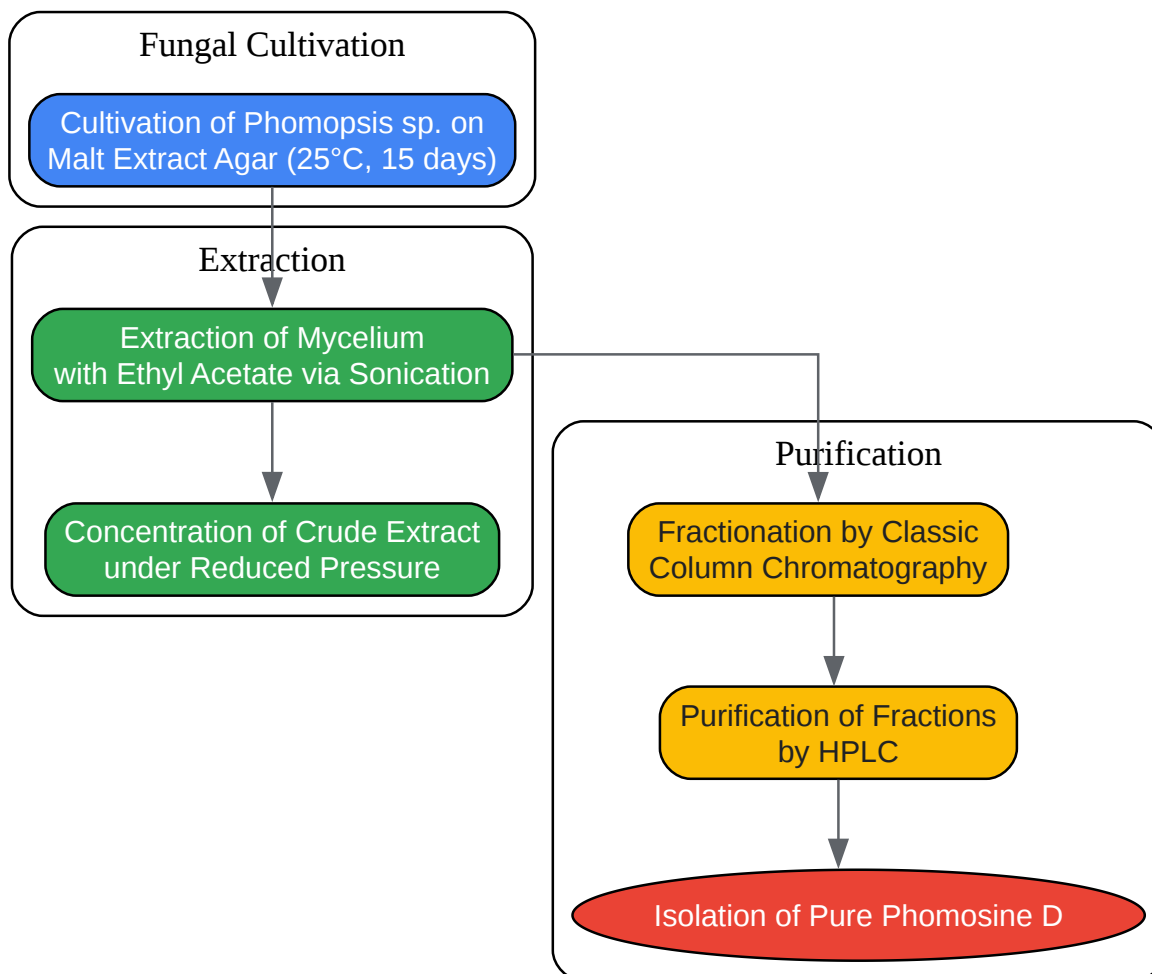 Fungal Cultivation
Cultivation of Phomopsis sp. on
Malt Extract Agar (25°C, 15 days)
Extraction
Extraction of Mycelium
with Ethyl Acetate via Sonication
Concentration of Crude Extract
under Reduced Pressure
Purification
Fractionation by Classic
Column Chromatography
Purification of Fractions
by HPLC
Isolation of Pure Phomosine D